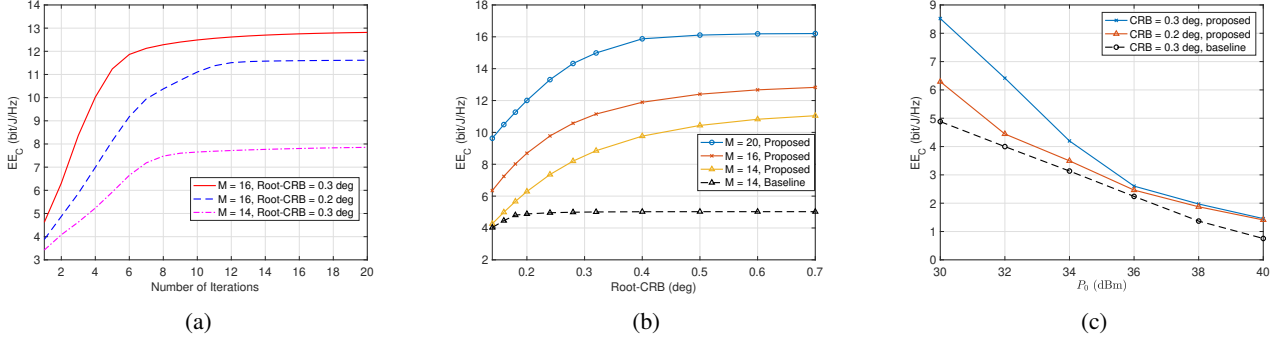 13
12
11
10
9
8
7
6
5
4
3
EE_C (bit/J/Hz)
M = 16, Root-CRB = 0.3 deg
M = 16, Root-CRB = 0.2 deg
M = 14, Root-CRB = 0.3 deg
2 4 6 8 10 12 14 16 18 20
Number of Iterations
(a)
18
16
14
12
10
8
6
4
2
EE_C (bit/J/Hz)
M = 20, Proposed
M = 16, Proposed
M = 14, Proposed
M = 14, Baseline
0.2 0.3 0.4 0.5 0.6 0.7
Root-CRB (deg)
(b)
9
8
7
6
5
4
3
2
1
0
EE_C (bit/J/Hz)
CRB = 0.3 deg, proposed
CRB = 0.2 deg, proposed
CRB = 0.3 deg, baseline
30 32 34 36 38 40
P_0 (dBm)
(c)